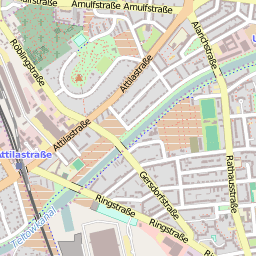 Arnulfstraße
Arnulfstraße
Alarichstraße
Röblingstraße
Attilastraße
Attilastraße
Attilastraße
Rathausstraße
Gersdorfstraße
Ringstraße
Ringstraße
Teltowkanal
U